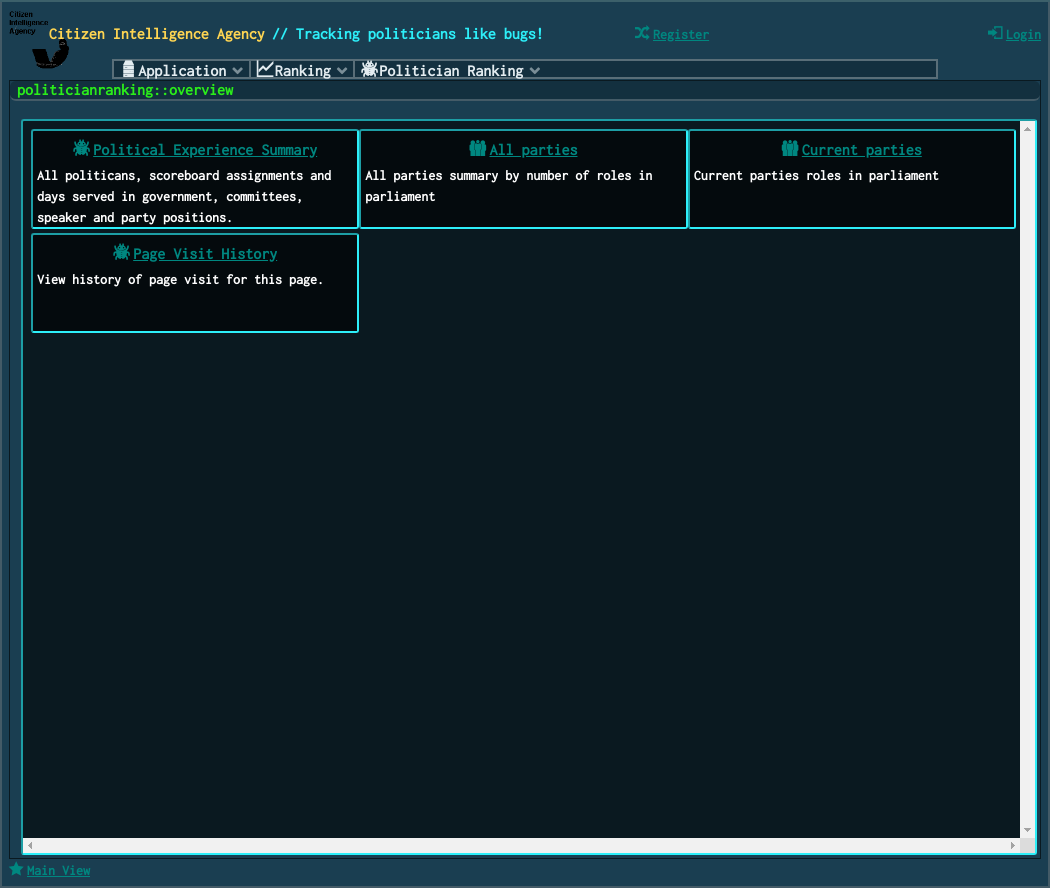 Citizen
Intelligence
Agency
Citizen Intelligence Agency // Tracking politicians like bugs!
Register
Login
Application
Ranking
Politician Ranking
politicianranking::overview
Political Experience Summary
All politicans, scoreboard assignments and
days served in government, committees,
speaker and party positions.
All parties
All parties summary by number of roles in
parliament
Current parties
Current parties roles in parliament
Page Visit History
View history of page visit for this page.
Main View